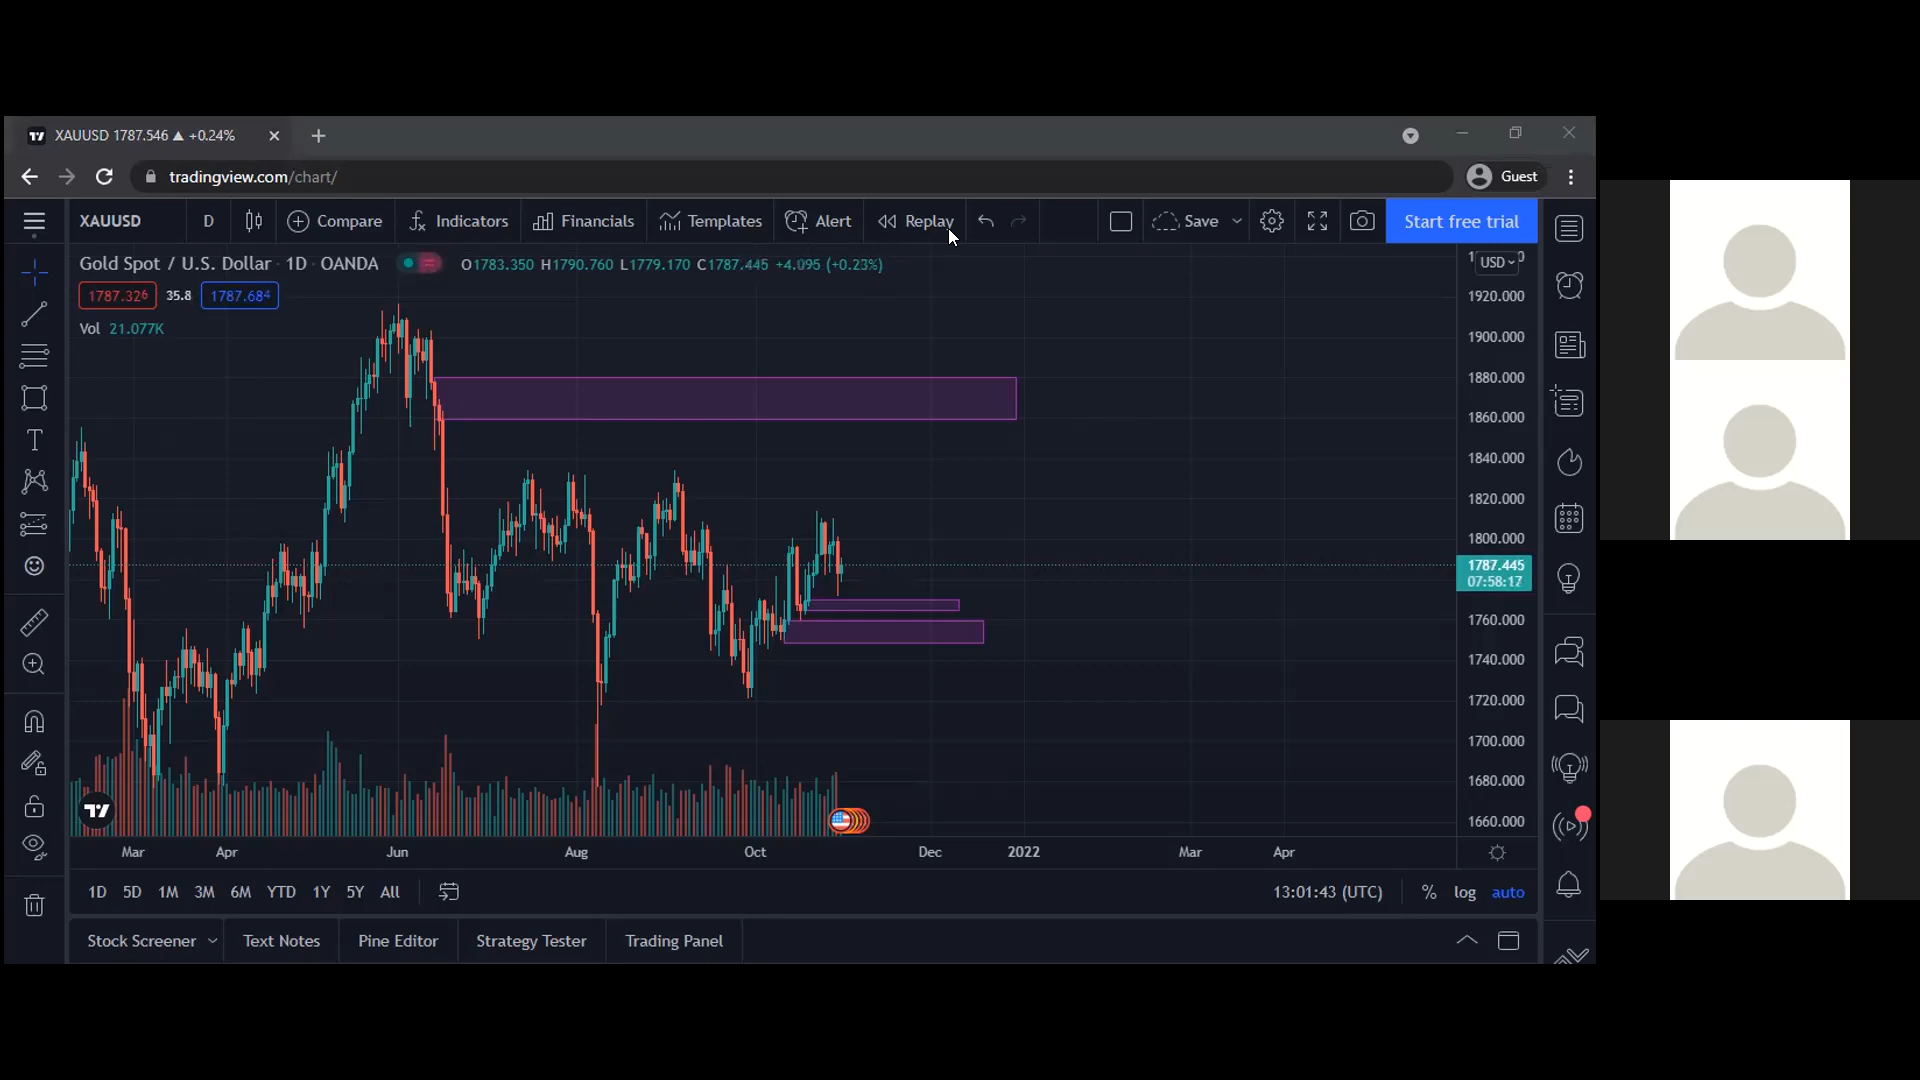 XAUUSD 1787.546 ▲ +0.24%
tradingview.com/chart/
Guest
XAUUSD D Compare Indicators Financials Templates Alert Replay Save Start free trial
Gold Spot / U.S. Dollar · 1D · OANDA O1783.350 H1790.760 L1779.170 C1787.445 +4.095 (+0.23%)
1787.326 35.8 1787.684
Vol 21.077K
USD
1920.000
1900.000
1880.000
1860.000
1840.000
1820.000
1800.000
1787.445
07:58:17
1760.000
1740.000
1720.000
1700.000
1680.000
1660.000
Mar Apr Jun Aug Oct Dec 2022 Mar Apr
1D 5D 1M 3M 6M YTD 1Y 5Y All 13:01:43 (UTC) % log auto
Stock Screener Text Notes Pine Editor Strategy Tester Trading Panel